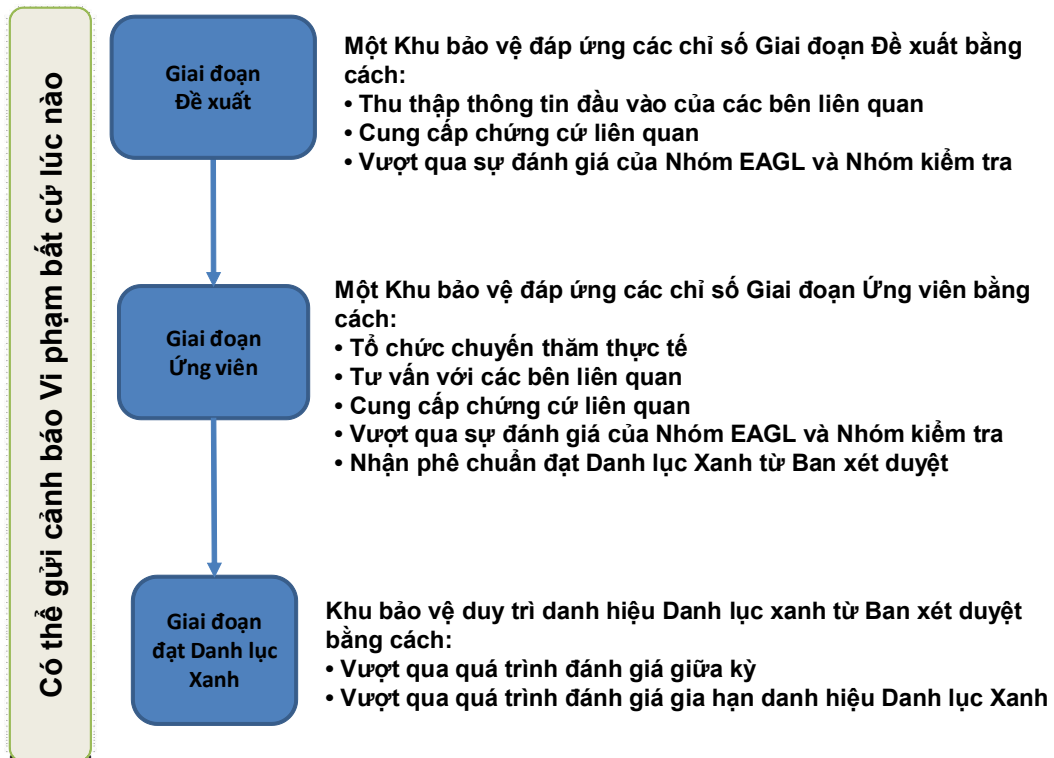 Có thể gửi cảnh báo Vi phạm bất cứ lúc nào
Giai đoạn
Đề xuất
Một Khu bảo vệ đáp ứng các chỉ số Giai đoạn Đề xuất bằng
cách:
• Thu thập thông tin đầu vào của các bên liên quan
• Cung cấp chứng cứ liên quan
• Vượt qua sự đánh giá của Nhóm EAGL và Nhóm kiểm tra
Giai đoạn
Ứng viên
Một Khu bảo vệ đáp ứng các chỉ số Giai đoạn Ứng viên bằng
cách:
• Tổ chức chuyến thăm thực tế
• Tư vấn với các bên liên quan
• Cung cấp chứng cứ liên quan
• Vượt qua sự đánh giá của Nhóm EAGL và Nhóm kiểm tra
• Nhận phê chuẩn đạt Danh lục Xanh từ Ban xét duyệt
Giai đoạn
đạt Danh lục
Xanh
Khu bảo vệ duy trì danh hiệu Danh lục xanh từ Ban xét duyệt
bằng cách:
• Vượt qua quá trình đánh giá giữa kỳ
• Vượt qua quá trình đánh giá gia hạn danh hiệu Danh lục Xanh